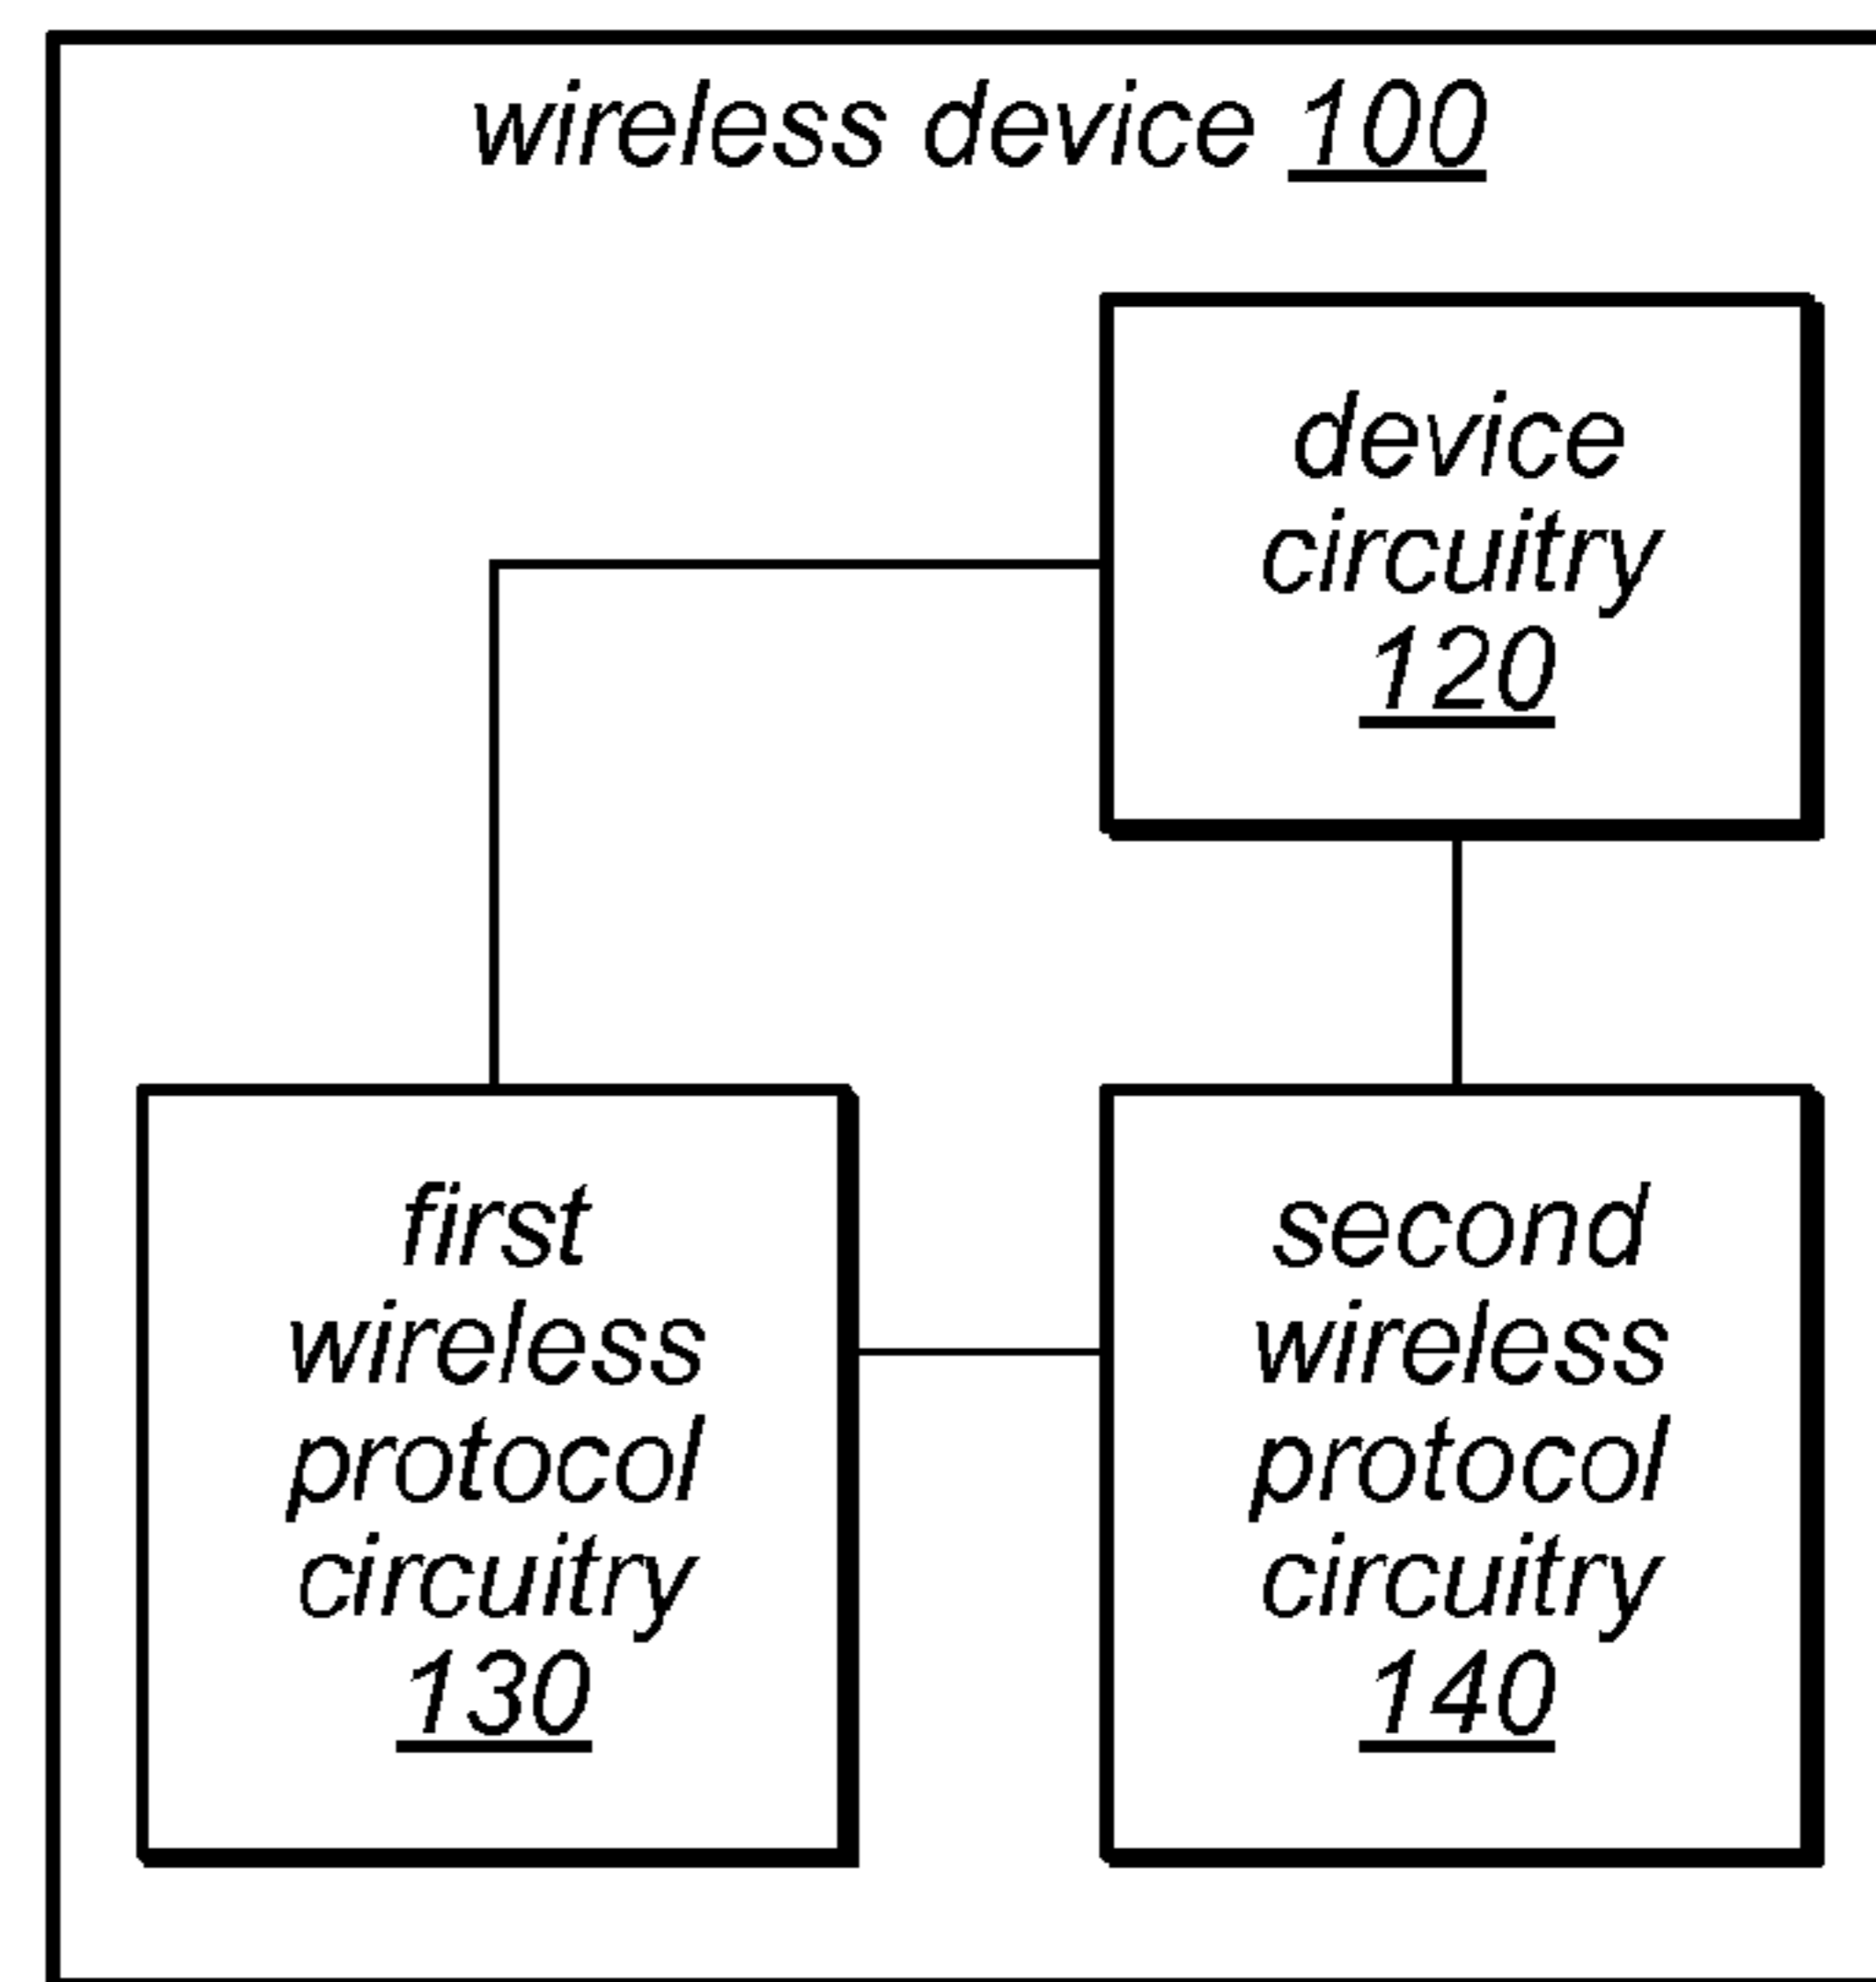 wireless device 100
device
circuitry
120
first
wireless
protocol
circuitry
130
second
wireless
protocol
circuitry
140